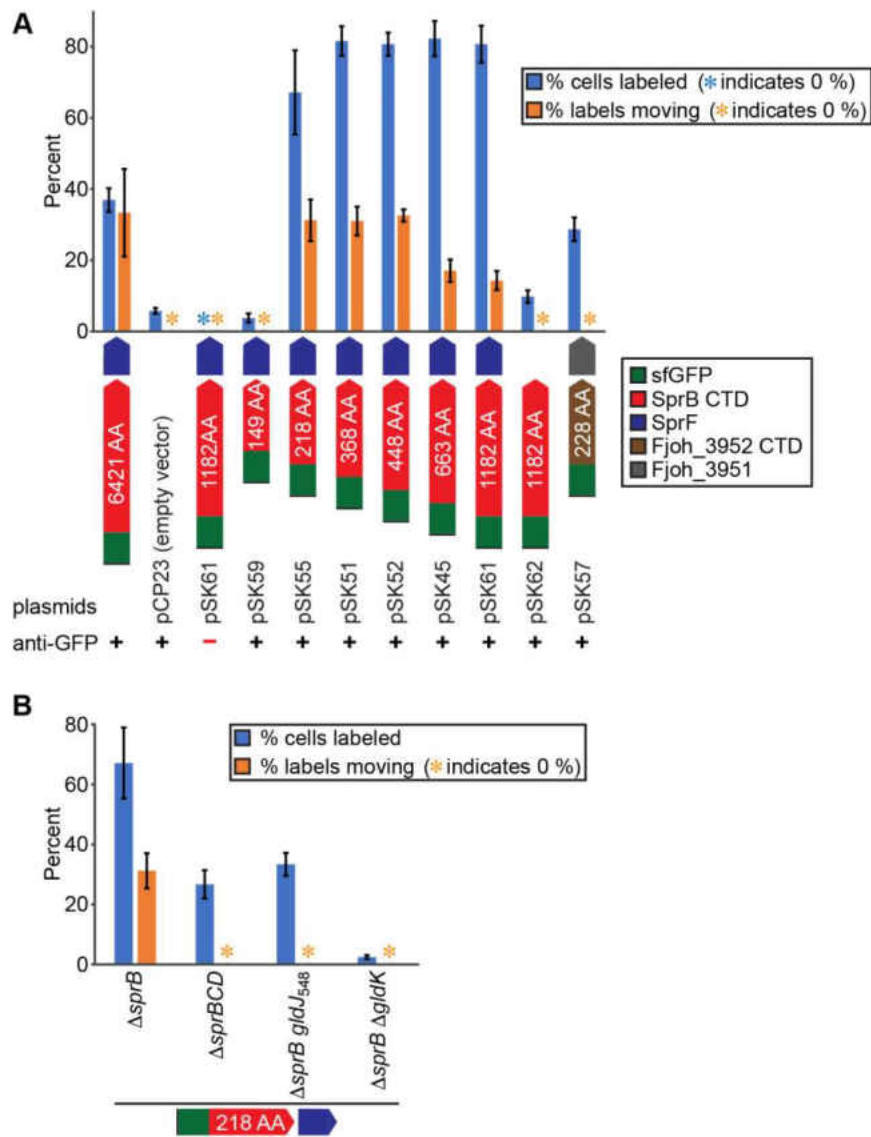 A
80
60
40
20
0
Percent
% cells labeled (* indicates 0 %)
% labels moving (* indicates 0 %)
* * * * * *
6421 AA
1182AA
149 AA
218 AA
368 AA
448 AA
663 AA
1182 AA
1182 AA
228 AA
sfGFP
SprB CTD
SprF
Fjoh_3952 CTD
Fjoh_3951
plasmids
pCP23 (empty vector)
pSK61
pSK59
pSK55
pSK51
pSK52
pSK45
pSK61
pSK62
pSK57
anti-GFP + + − + + + + + + + +
B
80
60
40
20
0
Percent
% cells labeled
% labels moving (* indicates 0 %)
* * *
ΔsprB
ΔsprBCD
ΔsprB gldJ548
ΔsprB ΔgldK
218 AA